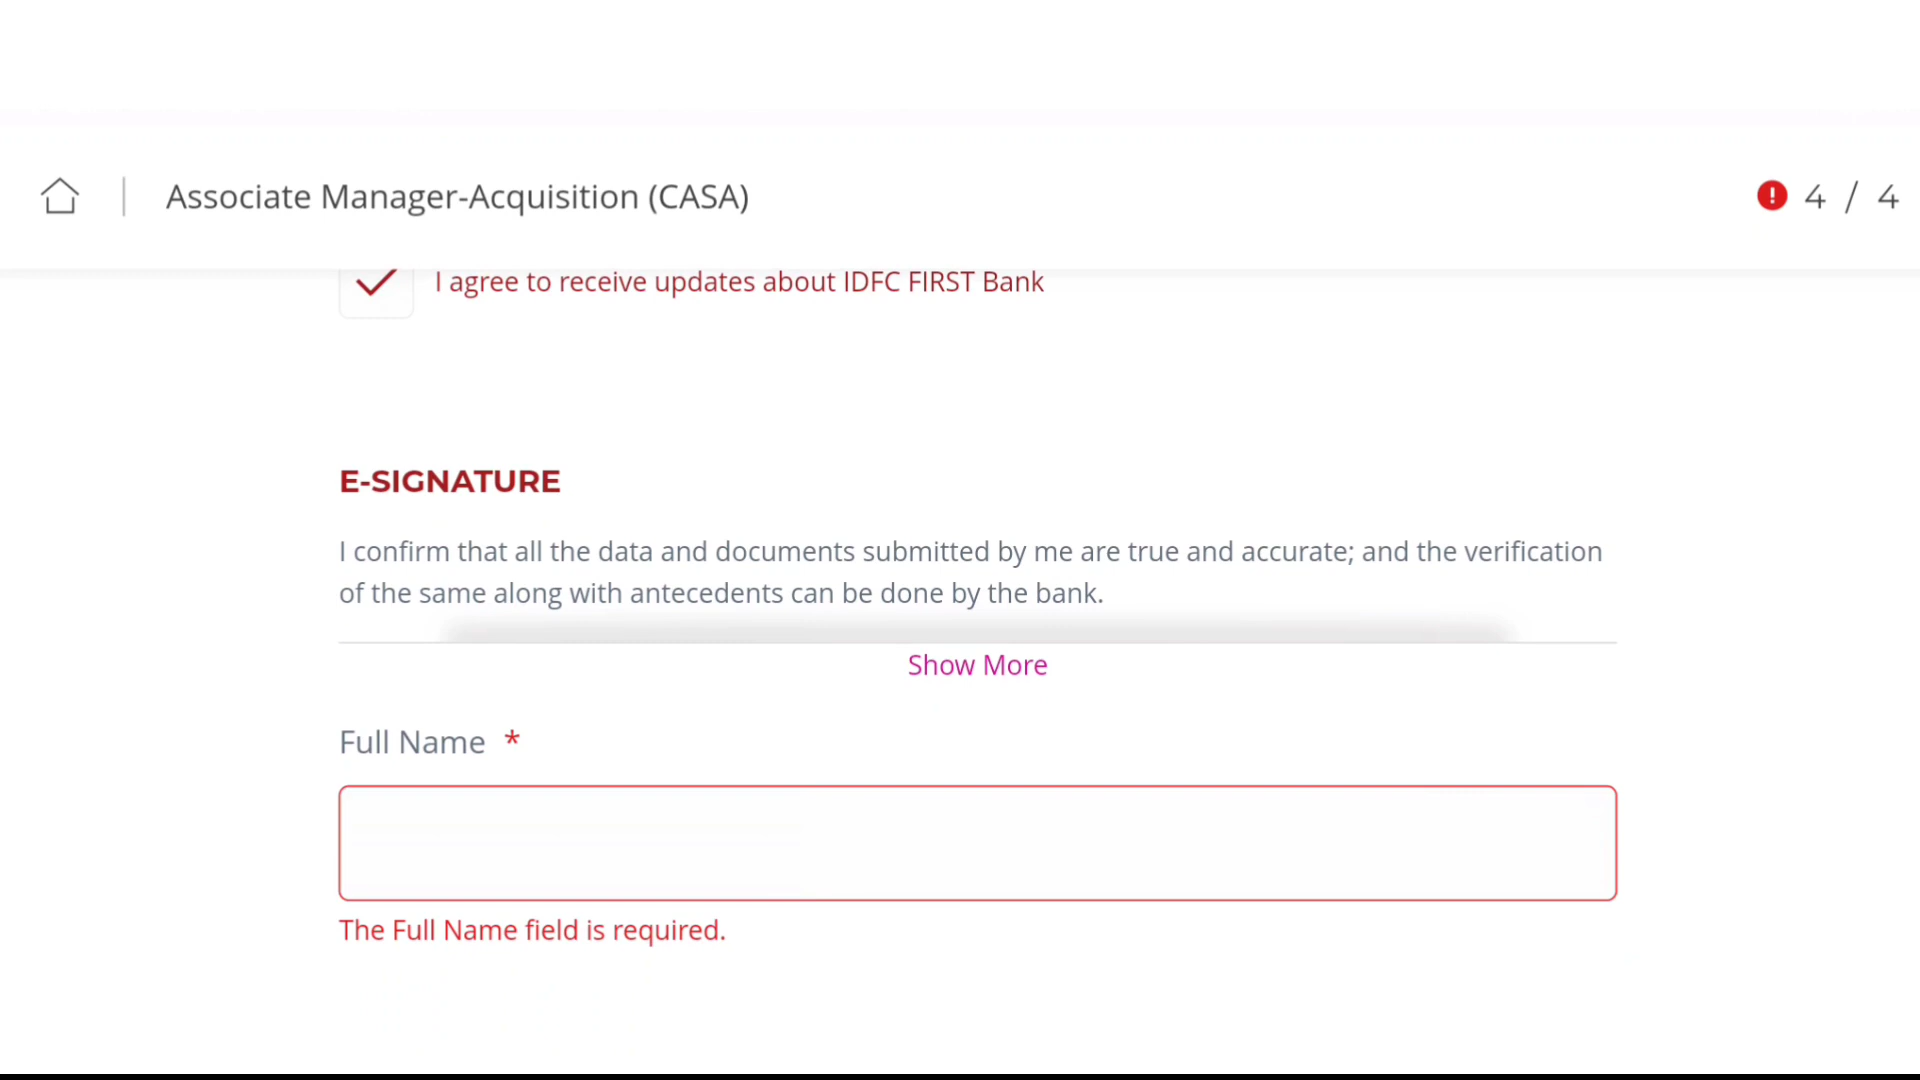 Associate Manager-Acquisition (CASA)
! 4 / 4
I agree to receive updates about IDFC FIRST Bank
E-SIGNATURE
I confirm that all the data and documents submitted by me are true and accurate; and the verification
of the same along with antecedents can be done by the bank.
Show More
Full Name *
The Full Name field is required.